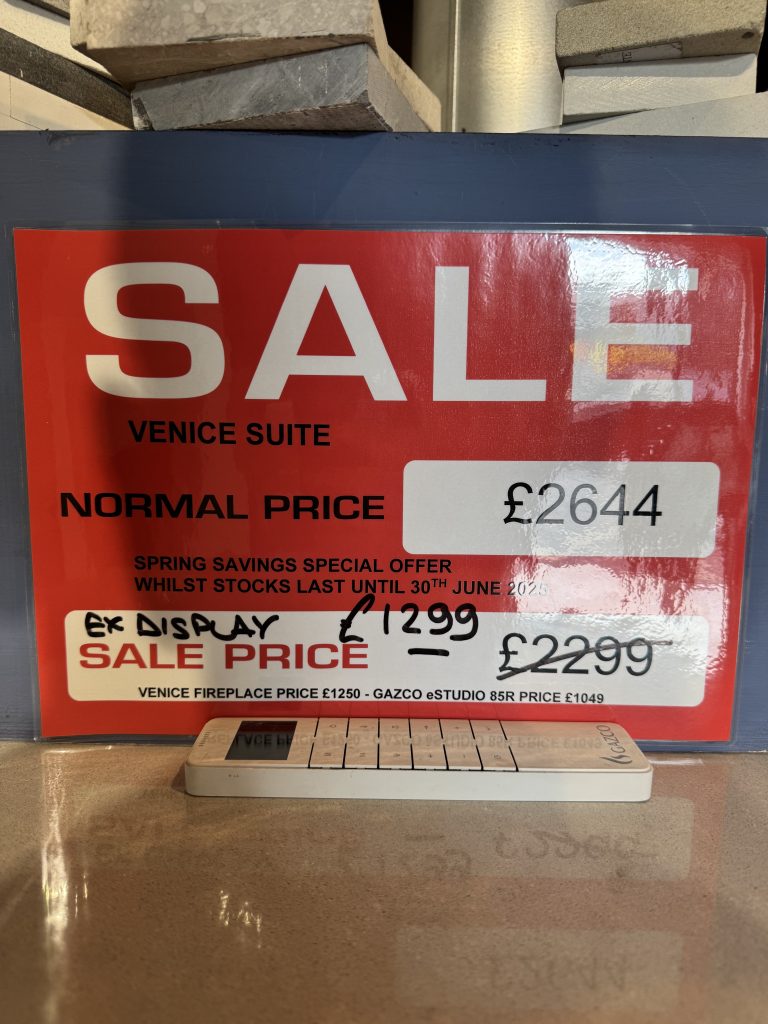 SALE
VENICE SUITE
NORMAL PRICE £2644
SPRING SAVINGS SPECIAL OFFER
WHILST STOCKS LAST UNTIL 30TH JUNE 2025
EX DISPLAY £1299
SALE PRICE £2299
VENICE FIREPLACE PRICE £1250 - GAZCO eSTUDIO 85R PRICE £1049
GAZCO